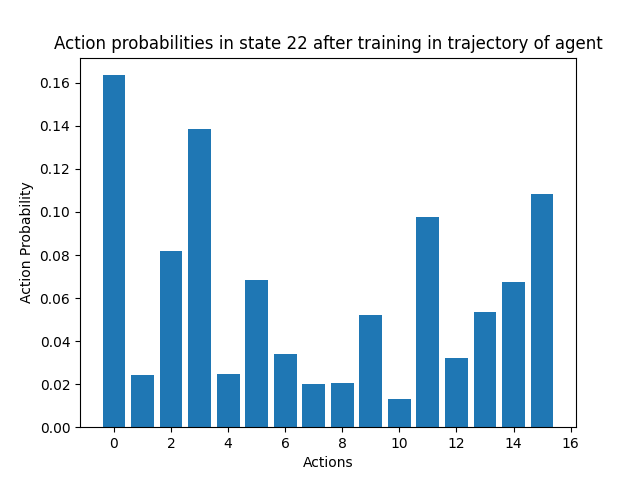 Action probabilities in state 22 after training in trajectory of agent
0.16
0.14
0.12
0.10
0.08
0.06
0.04
0.02
0.00
Action Probability
0 2 4 6 8 10 12 14 16
Actions